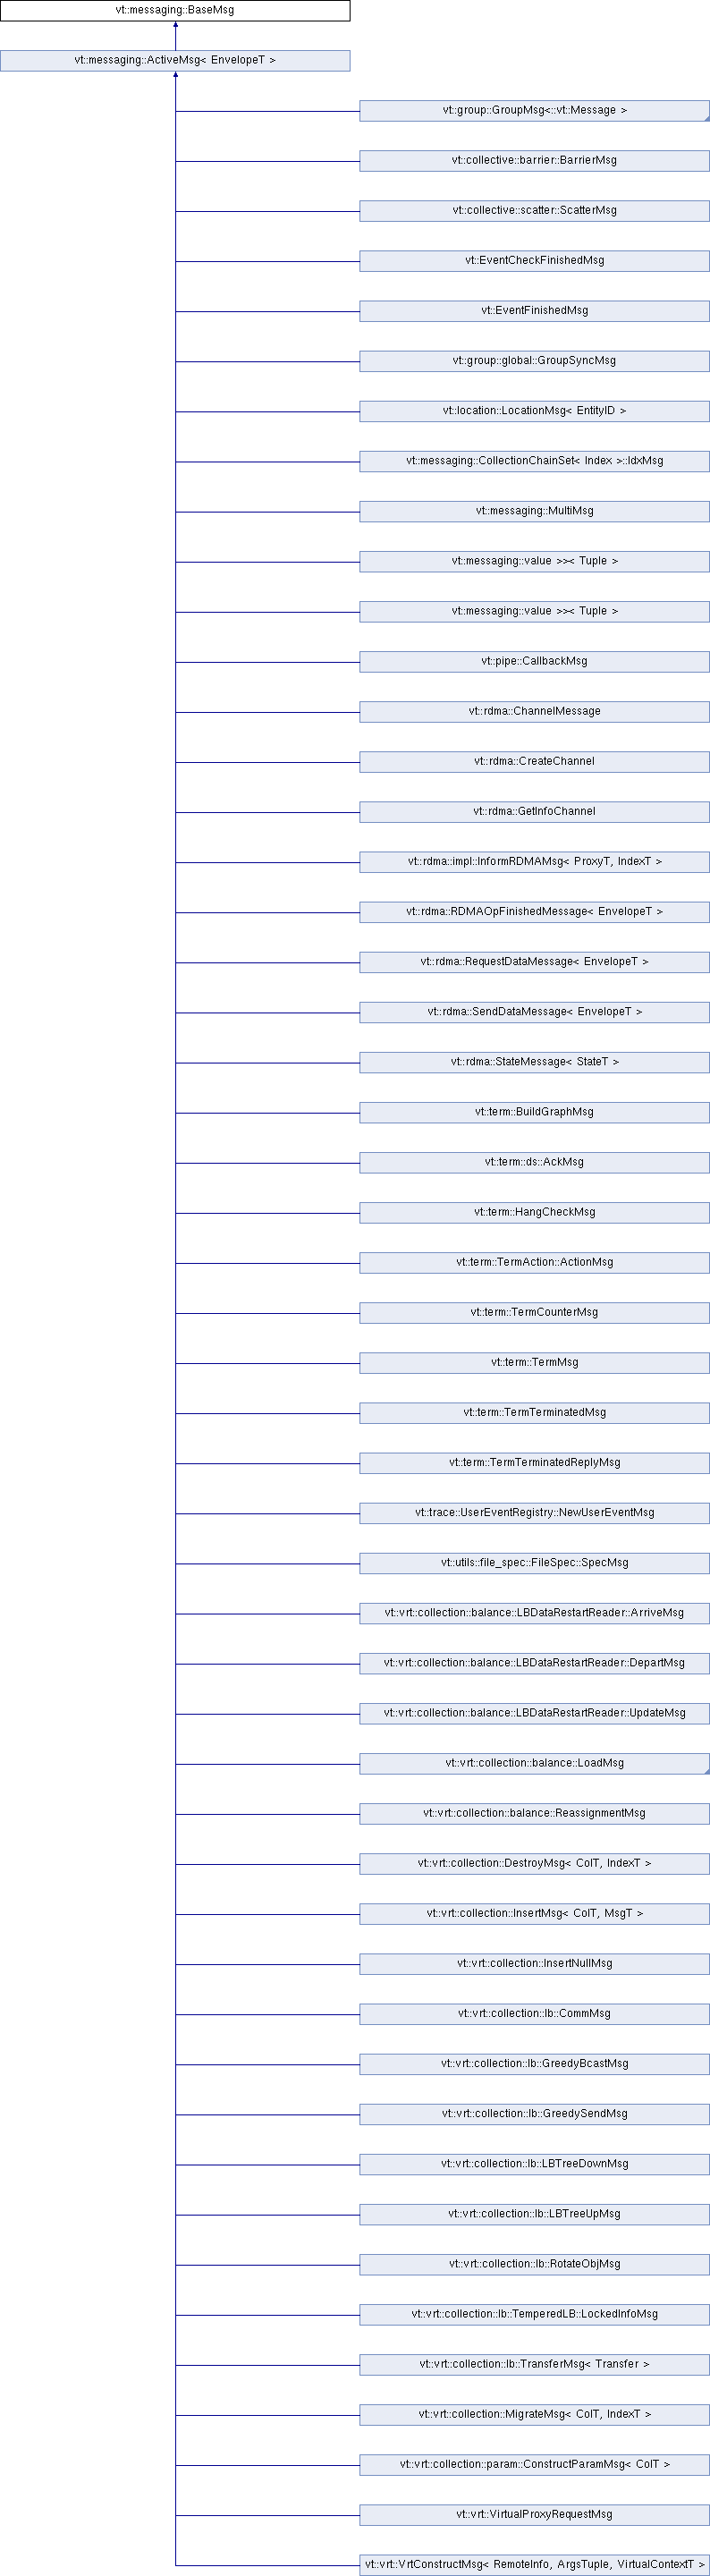 vt::messaging::BaseMsg
vt::messaging::ActiveMsg< EnvelopeT >
vt::group::GroupMsg<::vt::Message >
vt::collective::barrier::BarrierMsg
vt::collective::scatter::ScatterMsg
vt::EventCheckFinishedMsg
vt::EventFinishedMsg
vt::group::global::GroupSyncMsg
vt::location::LocationMsg< EntityID >
vt::messaging::CollectionChainSet< Index >::IdxMsg
vt::messaging::MultiMsg
vt::messaging::value >>< Tuple >
vt::messaging::value >>< Tuple >
vt::pipe::CallbackMsg
vt::rdma::ChannelMessage
vt::rdma::CreateChannel
vt::rdma::GetInfoChannel
vt::rdma::impl::InformRDMAMsg< ProxyT, IndexT >
vt::rdma::RDMAOpFinishedMessage< EnvelopeT >
vt::rdma::RequestDataMessage< EnvelopeT >
vt::rdma::SendDataMessage< EnvelopeT >
vt::rdma::StateMessage< StateT >
vt::term::BuildGraphMsg
vt::term::ds::AckMsg
vt::term::HangCheckMsg
vt::term::TermAction::ActionMsg
vt::term::TermCounterMsg
vt::term::TermMsg
vt::term::TermTerminatedMsg
vt::term::TermTerminatedReplyMsg
vt::trace::UserEventRegistry::NewUserEventMsg
vt::utils::file_spec::FileSpec::SpecMsg
vt::vrt::collection::balance::LBDataRestartReader::ArriveMsg
vt::vrt::collection::balance::LBDataRestartReader::DepartMsg
vt::vrt::collection::balance::LBDataRestartReader::UpdateMsg
vt::vrt::collection::balance::LoadMsg
vt::vrt::collection::balance::ReassignmentMsg
vt::vrt::collection::DestroyMsg< ColT, IndexT >
vt::vrt::collection::InsertMsg< ColT, MsgT >
vt::vrt::collection::InsertNullMsg
vt::vrt::collection::lb::CommMsg
vt::vrt::collection::lb::GreedyBcastMsg
vt::vrt::collection::lb::GreedySendMsg
vt::vrt::collection::lb::LBTreeDownMsg
vt::vrt::collection::lb::LBTreeUpMsg
vt::vrt::collection::lb::RotateObjMsg
vt::vrt::collection::lb::TemperedLB::LockedInfoMsg
vt::vrt::collection::lb::TransferMsg< Transfer >
vt::vrt::collection::MigrateMsg< ColT, IndexT >
vt::vrt::collection::param::ConstructParamMsg< ColT >
vt::vrt::VirtualProxyRequestMsg
vt::vrt::VrtConstructMsg< RemoteInfo, ArgsTuple, VirtualContextT >